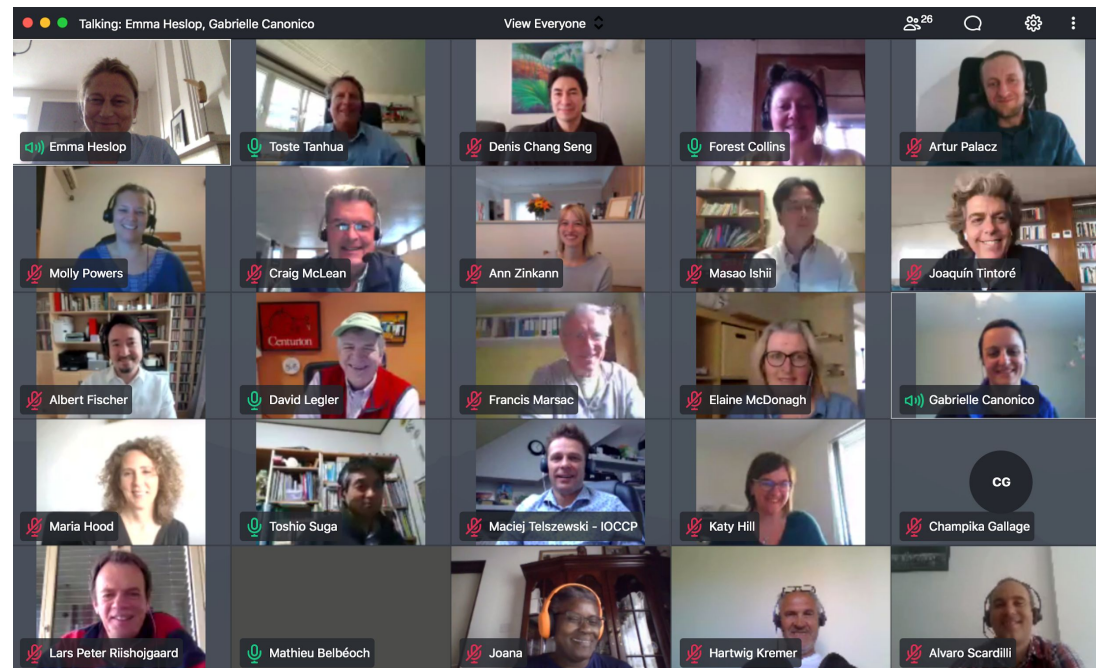 Talking: Emma Heslop, Gabrielle Canonico
View Everyone
26
Emma Heslop
Toste Tanhua
Denis Chang Seng
Forest Collins
Artur Palacz
Molly Powers
Craig McLean
Ann Zinkann
Masao Ishii
Joaquín Tintoré
Albert Fischer
Centurion
David Legler
Francis Marsac
Elaine McDonagh
Gabrielle Canonico
Maria Hood
Toshio Suga
Maciej Telszewski - IOCCP
Katy Hill
CG
Champika Gallage
Lars Peter Riishojgaard
Mathieu Belbéoch
Joana
Hartwig Kremer
Alvaro Scardilli